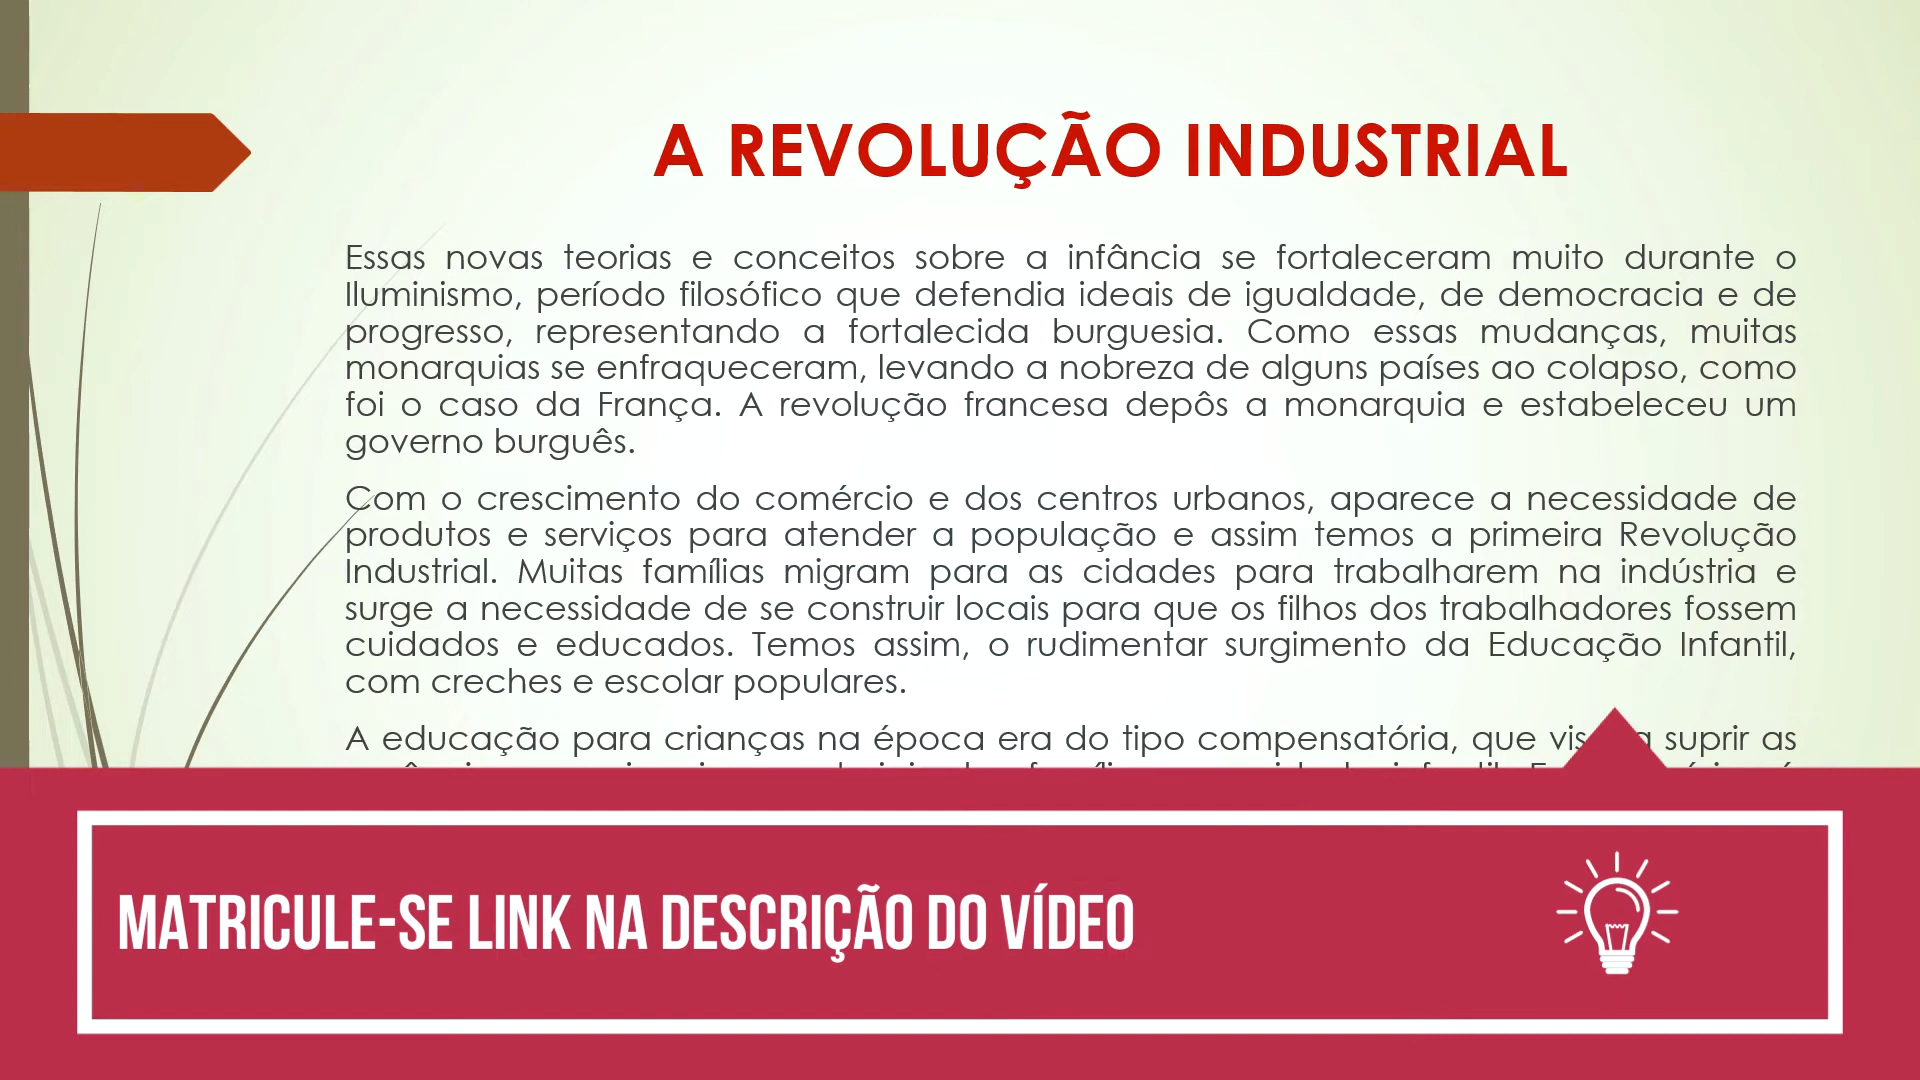 A REVOLUÇÃO INDUSTRIAL
Essas novas teorias e conceitos sobre a infância se fortaleceram muito durante o
Iluminismo, período filosófico que defendia ideais de igualdade, de democracia e de
progresso, representando a fortalecida burguesia. Como essas mudanças, muitas
monarquias se enfraqueceram, levando a nobreza de alguns países ao colapso, como
foi o caso da França. A revolução francesa depôs a monarquia e estabeleceu um
governo burguês.
Com o crescimento do comércio e dos centros urbanos, aparece a necessidade de
produtos e serviços para atender a população e assim temos a primeira Revolução
Industrial. Muitas famílias migram para as cidades para trabalharem na indústria e
surge a necessidade de se construir locais para que os filhos dos trabalhadores fossem
cuidados e educados. Temos assim, o rudimentar surgimento da Educação Infantil,
com creches e escolar populares.
A educação para crianças na época era do tipo compensatória, que suprir as
MATRICULE-SE LINK NA DESCRIÇÃO DO VÍDEO